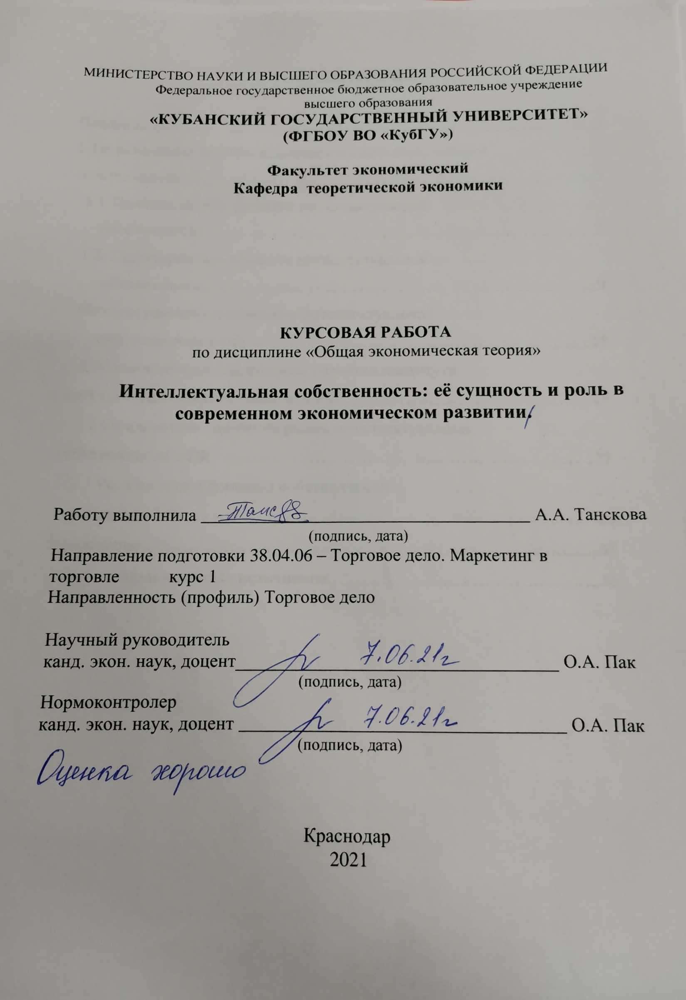 МИНИСТЕРСТВО НАУКИ И ВЫСШЕГО ОБРАЗОВАНИЯ РОССИЙСКОЙ ФЕДЕРАЦИИ
Федеральное государственное бюджетное образовательное учреждение
высшего образования
«КУБАНСКИЙ ГОСУДАРСТВЕННЫЙ УНИВЕРСИТЕТ»
(ФГБОУ ВО «КубГУ»)
Факультет экономический
Кафедра теоретической экономики
КУРСОВАЯ РАБОТА
по дисциплине «Общая экономическая теория»
Интеллектуальная собственность: её сущность и роль в
современном экономическом развитии.
Работу выполнила А.А. Танскова
(подпись, дата)
Направление подготовки 38.04.06 – Торговое дело. Маркетинг в
торговле курс 1
Направленность (профиль) Торговое дело
Научный руководитель
канд. экон. наук, доцент 7.06.21г О.А. Пак
(подпись, дата)
Нормоконтролер
канд. экон. наук, доцент 7.06.21г О.А. Пак
(подпись, дата)
Оценка хорошо
Краснодар
2021